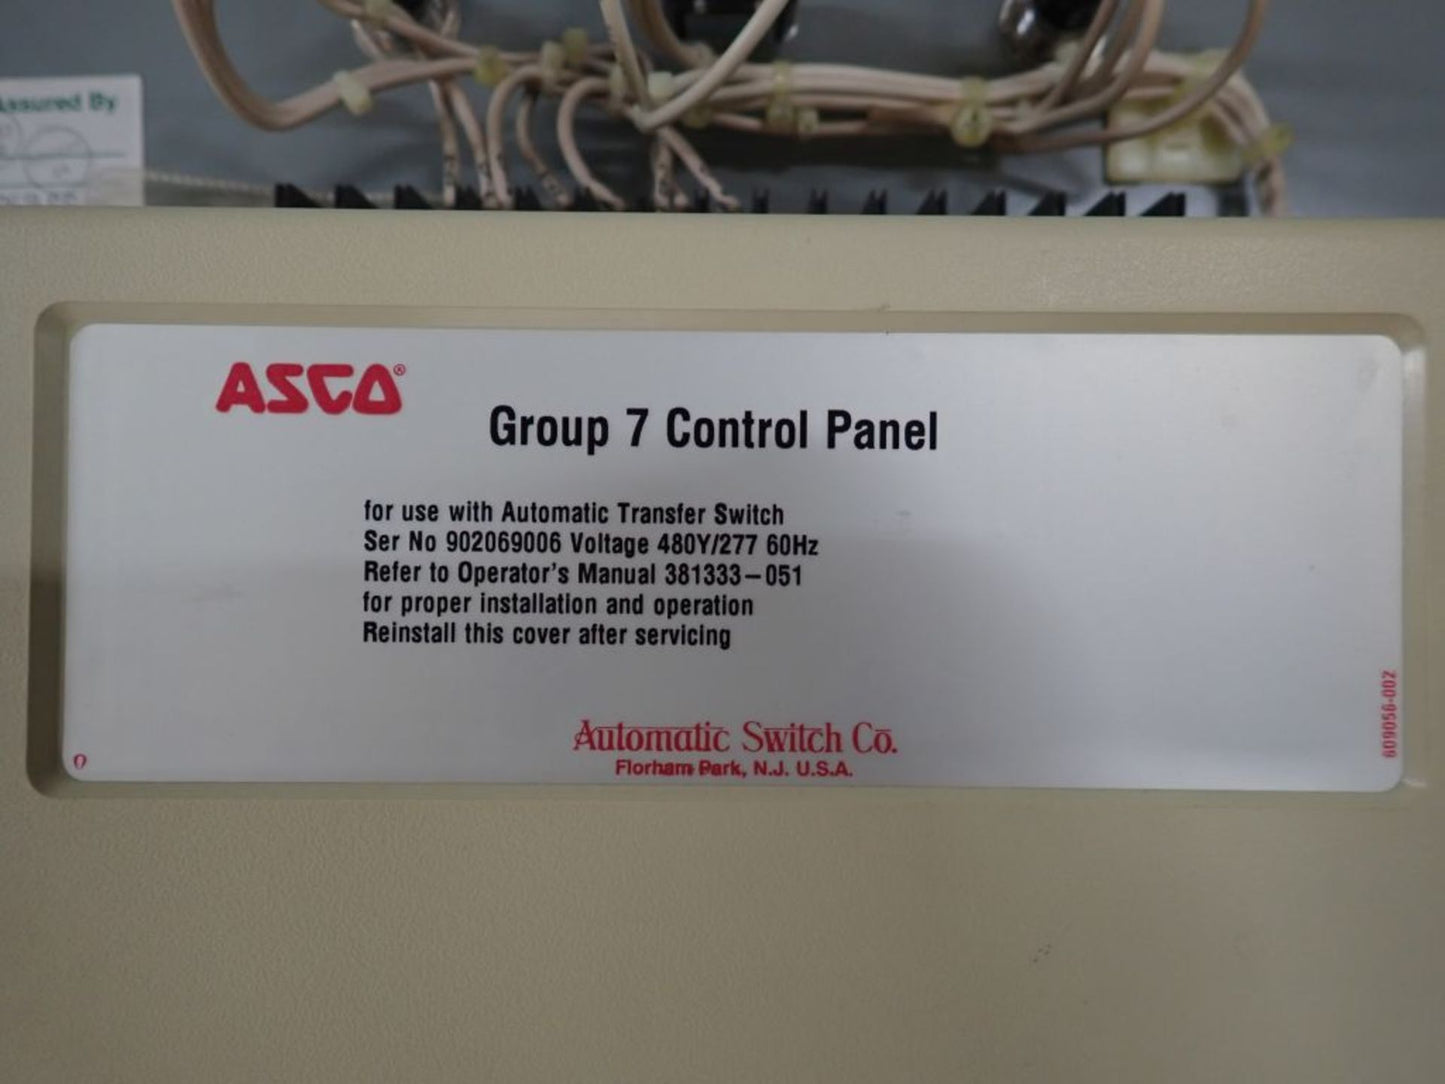 Assured By
ASCO®
Group 7 Control Panel
for use with Automatic Transfer Switch
Ser No 902069006 Voltage 480Y/277 60Hz
Refer to Operator's Manual 381333-051
for proper installation and operation
Reinstall this cover after servicing
609056-002
Automatic Switch Co.
Florham Park, N.J. U.S.A.